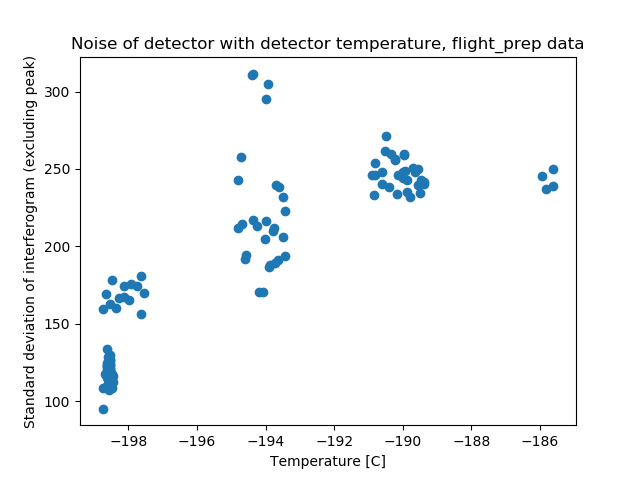 Noise of detector with detector temperature, flight_prep data
Standard deviation of interferogram (excluding peak)
300
250
200
150
100
−198 −196 −194 −192 −190 −188 −186
Temperature [C]